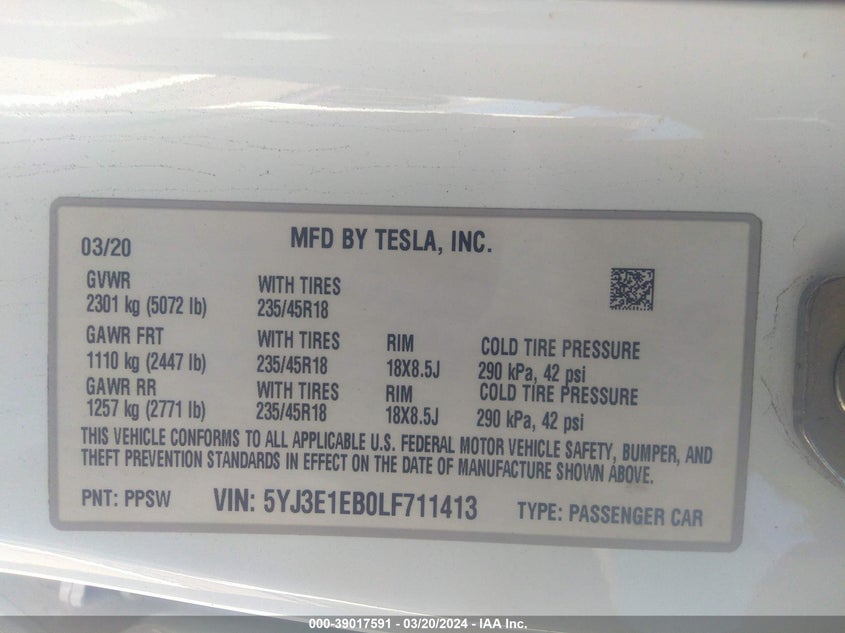 03/20 MFD BY TESLA, INC.
GVWR WITH TIRES
2301 kg (5072 lb) 235/45R18
GAWR FRT WITH TIRES RIM COLD TIRE PRESSURE
1110 kg (2447 lb) 235/45R18 18X8.5J 290 kPa, 42 psi
GAWR RR WITH TIRES RIM COLD TIRE PRESSURE
1257 kg (2771 lb) 235/45R18 18X8.5J 290 kPa, 42 psi
THIS VEHICLE CONFORMS TO ALL APPLICABLE U.S. FEDERAL MOTOR VEHICLE SAFETY, BUMPER, AND
THEFT PREVENTION STANDARDS IN EFFECT ON THE DATE OF MANUFACTURE SHOWN ABOVE.
PNT: PPSW VIN: 5YJ3E1EB0LF711413 TYPE: PASSENGER CAR
000-39017591 - 03/20/2024 - IAA Inc.